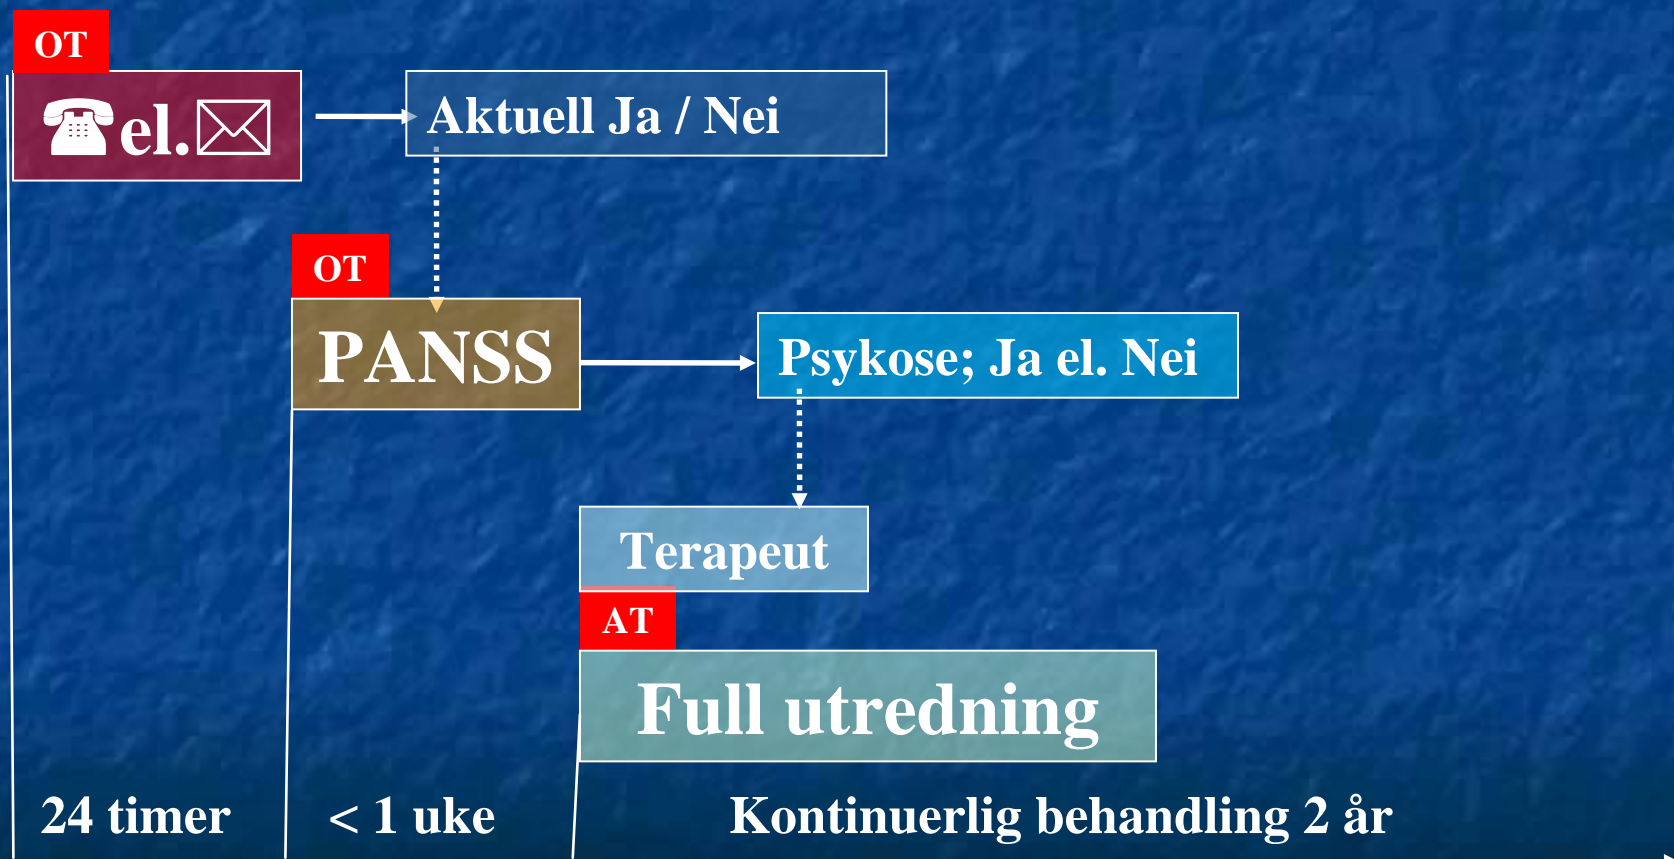 OT
☎el.✉
Aktuell Ja / Nei
OT
PANSS
Psykose; Ja el. Nei
Terapeut
AT
Full utredning
24 timer
< 1 uke
Kontinuerlig behandling 2 år